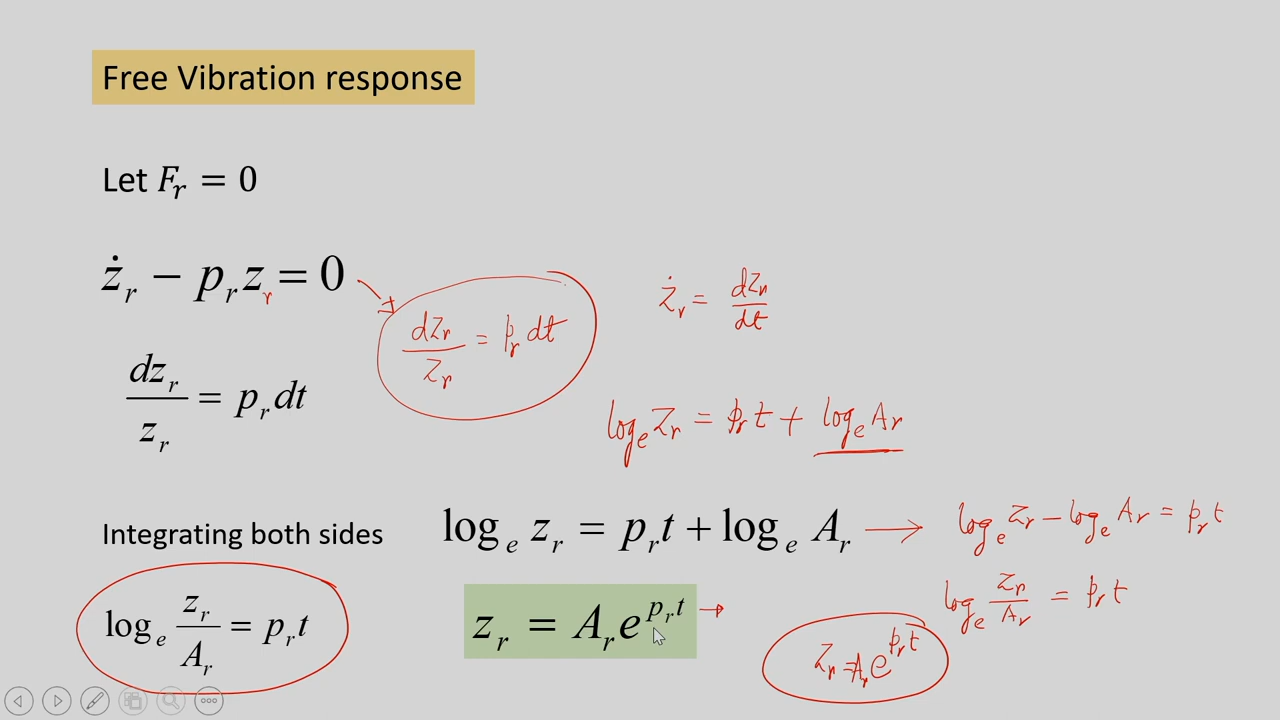 Free Vibration response
Let F_r = 0
ż_r − p_r z_r = 0
dz_r / z_r = p_r dt
ż_r = dz_r / dt
dz_r / z_r = p_r dt
log_e z_r = p_r t + log_e A_r
Integrating both sides
log_e z_r = p_r t + log_e A_r → log_e z_r − log_e A_r = p_r t
log_e z_r / A_r = p_r t
log_e z_r / A_r = p_r t
z_r = A_r e^{p_r t} →
z_r = A_r e^{p_r t}